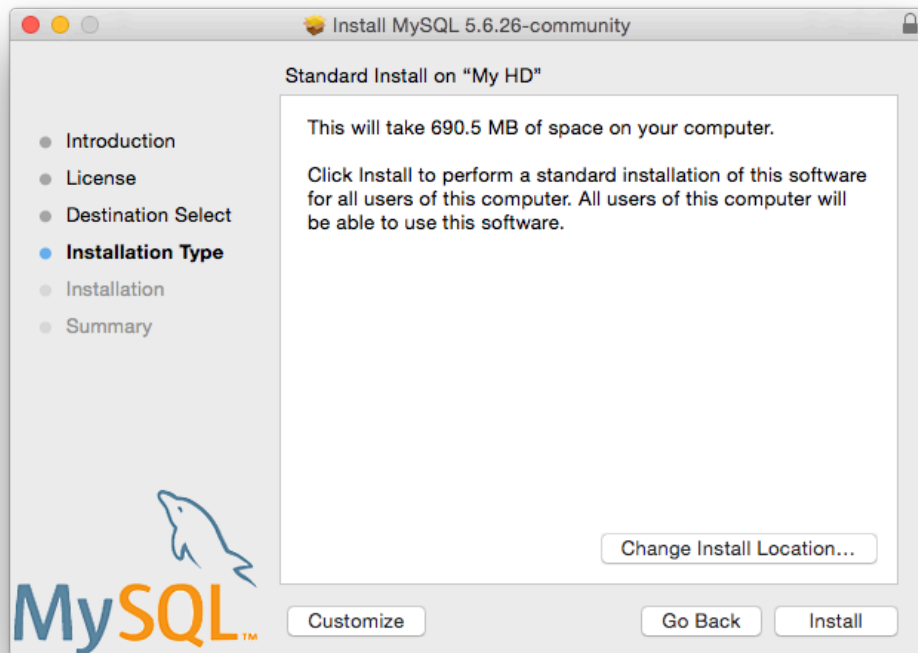 Install MySQL 5.6.26-community
Standard Install on “My HD”
Introduction
License
Destination Select
Installation Type
Installation
Summary
This will take 690.5 MB of space on your computer.
Click Install to perform a standard installation of this software
for all users of this computer. All users of this computer will
be able to use this software.
Change Install Location...
MySQL™
Customize
Go Back
Install